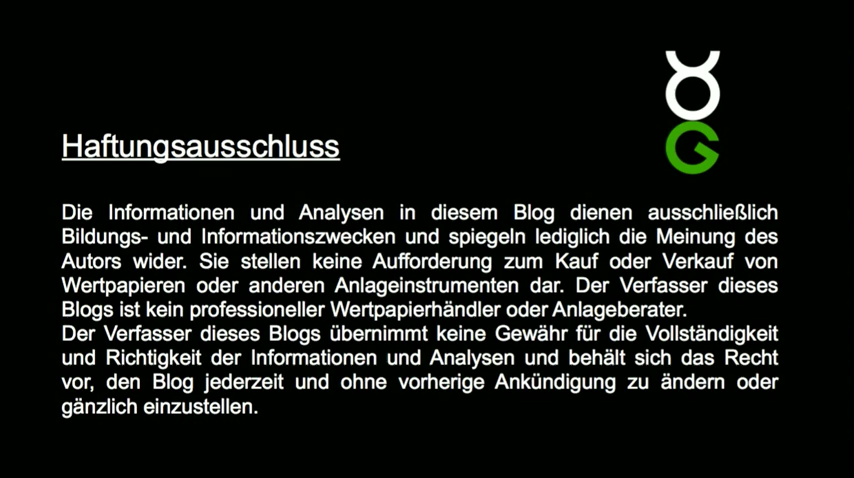 Haftungsausschluss
Die Informationen und Analysen in diesem Blog dienen ausschließlich
Bildungs- und Informationszwecken und spiegeln lediglich die Meinung des
Autors wider. Sie stellen keine Aufforderung zum Kauf oder Verkauf von
Wertpapieren oder anderen Anlageinstrumenten dar. Der Verfasser dieses
Blogs ist kein professioneller Wertpapierhändler oder Anlageberater.
Der Verfasser dieses Blogs übernimmt keine Gewähr für die Vollständigkeit
und Richtigkeit der Informationen und Analysen und behält sich das Recht
vor, den Blog jederzeit und ohne vorherige Ankündigung zu ändern oder
gänzlich einzustellen.